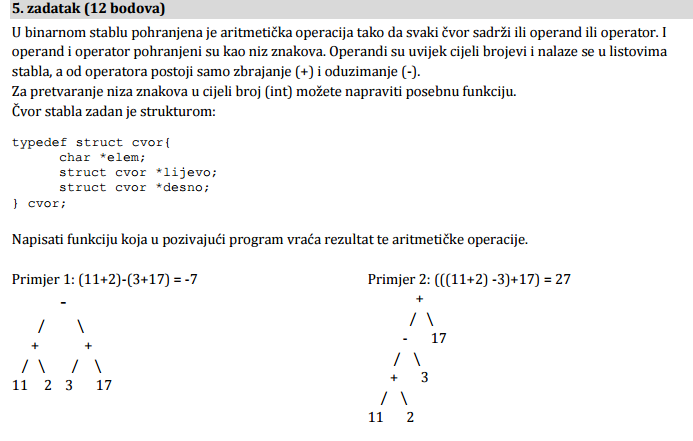 5. zadatak (12 bodova)
U binarnom stablu pohranjena je aritmetička operacija tako da svaki čvor sadrži ili operand ili operator. I
operand i operator pohranjeni su kao niz znakova. Operandi su uvijek cijeli brojevi i nalaze se u listovima
stabla, a od operatora postoji samo zbrajanje (+) i oduzimanje (-).
Za pretvaranje niza znakova u cijeli broj (int) možete napraviti posebnu funkciju.
Čvor stabla zadan je strukturom:
typedef struct cvor{
char *elem;
struct cvor *lijevo;
struct cvor *desno;
} cvor;
Napisati funkciju koja u pozivajući program vraća rezultat te aritmetičke operacije.
Primjer 1: (11+2)-(3+17) = -7
-
/ \
+ +
/ \ / \
11 2 3 17
Primjer 2: (((11+2) -3)+17) = 27
+
/ \
- 17
/ \
+ 3
/ \
11 2